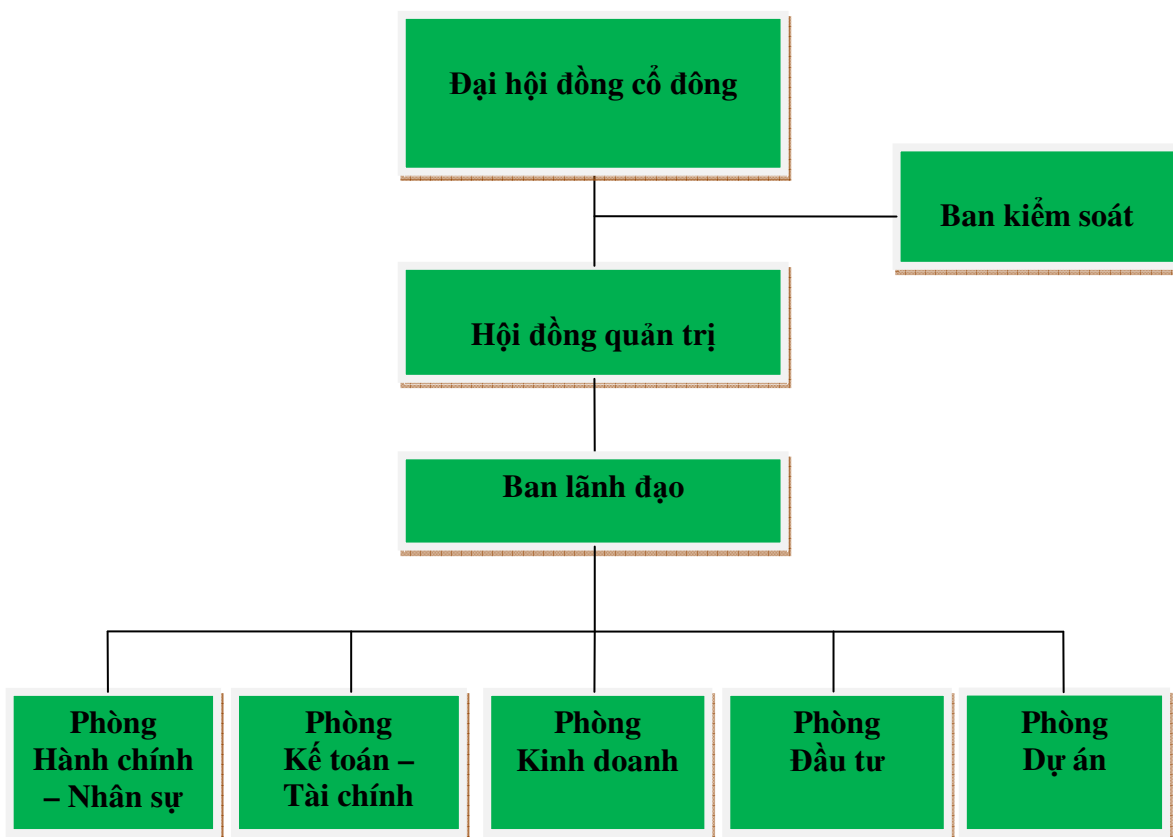 Đại hội đồng cổ đông
Ban kiểm soát
Hội đồng quản trị
Ban lãnh đạo
Phòng
Hành chính
– Nhân sự
Phòng
Kế toán –
Tài chính
Phòng
Kinh doanh
Phòng
Đầu tư
Phòng
Dự án